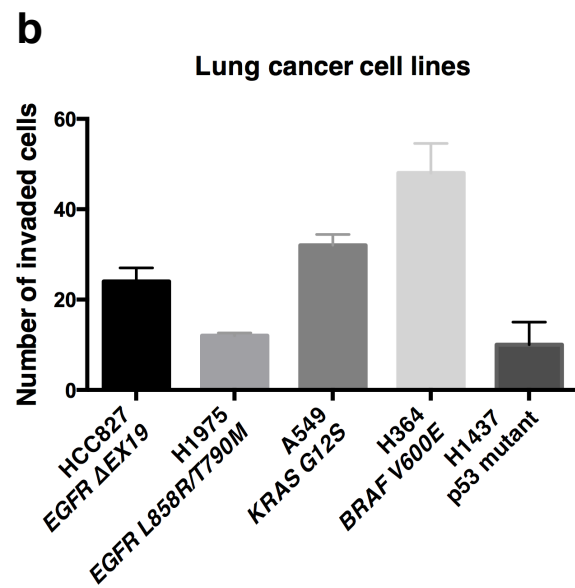 b
Lung cancer cell lines
Number of invaded cells
60
40
20
0
HCC827
EGFR ΔEX19
H1975
EGFR L858R/T790M
A549
KRAS G12S
H364
BRAF V600E
H1437
p53 mutant